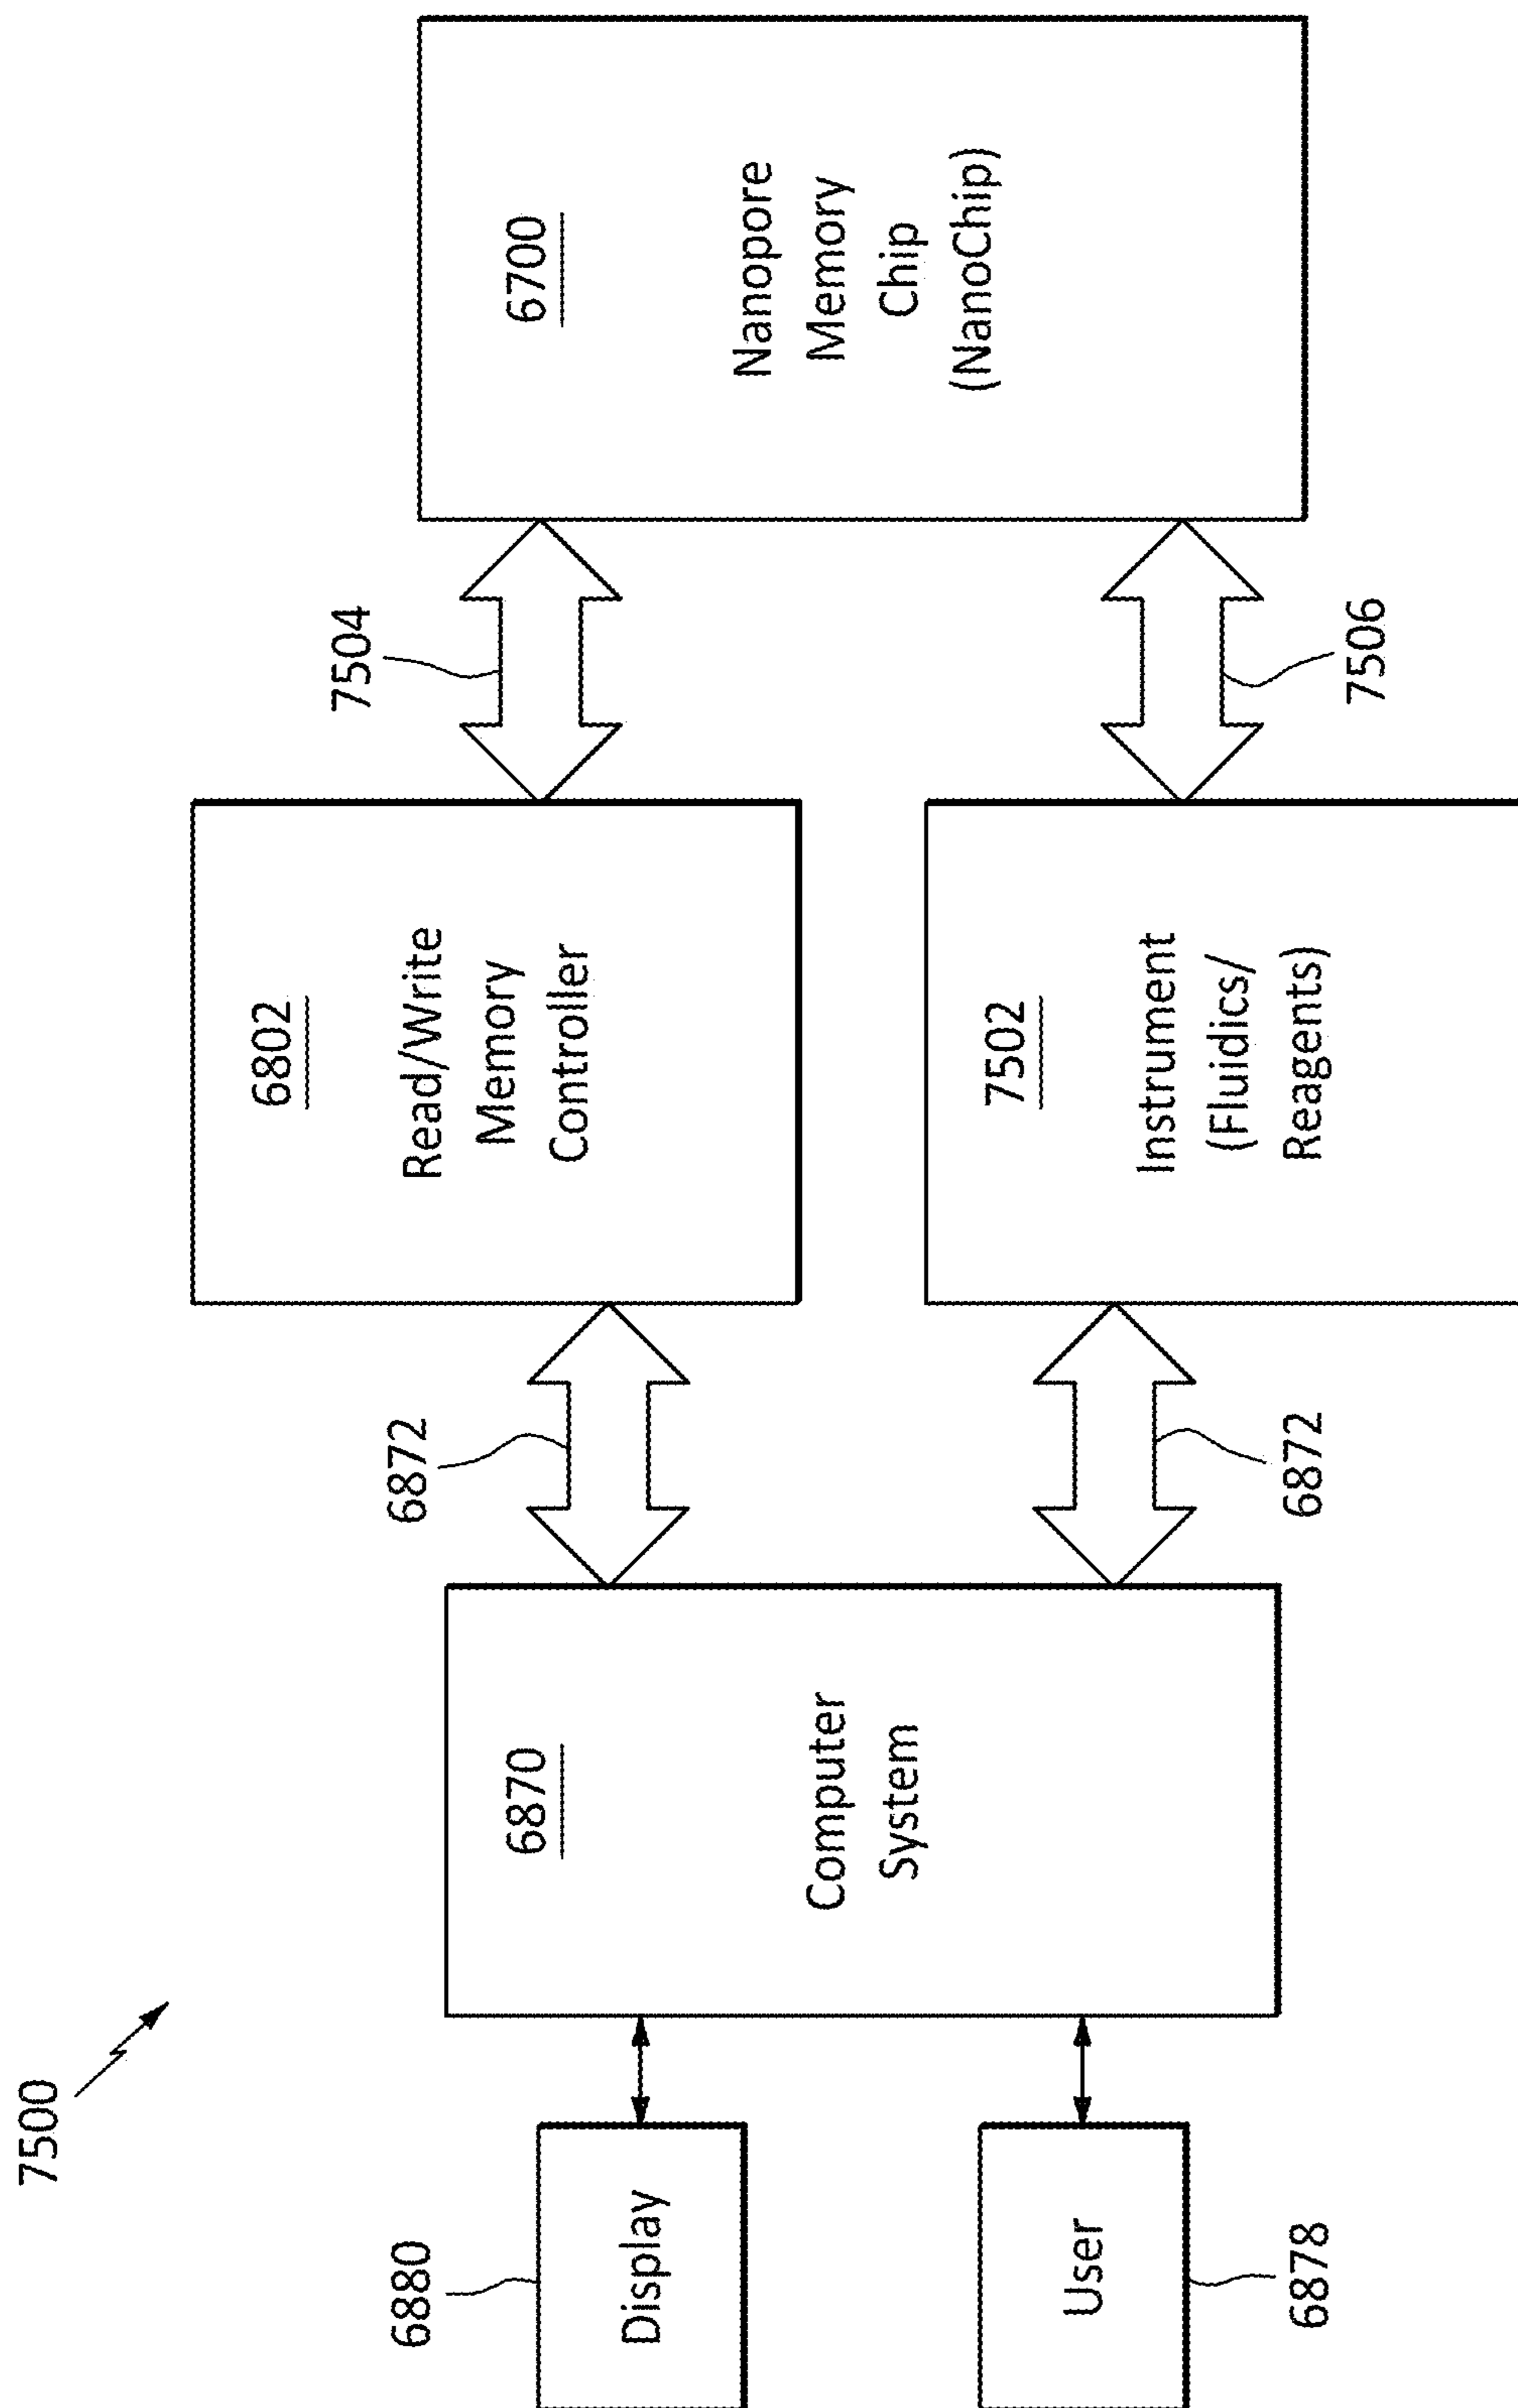 7500
6880
Display
User
6878
6870
Computer
System
6872
6872
6802
Read/Write
Memory
Controller
7502
Instrument
(Fluidics/
Reagents)
7504
7506
6700
Nanopore
Memory
Chip
(NanoChip)